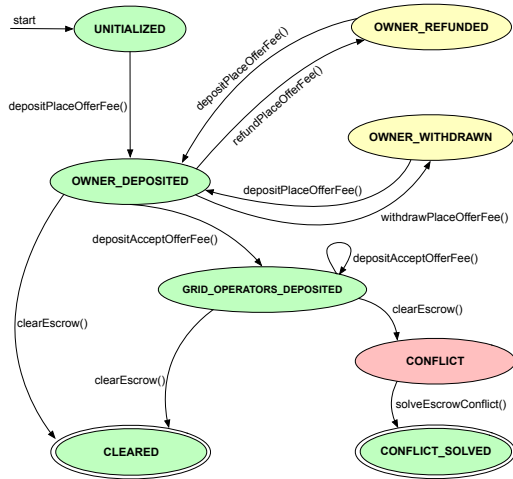 start
UNITIALIZED
OWNER_REFUNDED
depositPlaceOfferFee()
depositPlaceOfferFee()
refundPlaceOfferFee()
OWNER_WITHDRAWN
OWNER_DEPOSITED
depositPlaceOfferFee()
withdrawPlaceOfferFee()
depositAcceptOfferFee()
depositAcceptOfferFee()
GRID_OPERATORS_DEPOSITED
clearEscrow()
clearEscrow()
CONFLICT
clearEscrow()
solveEscrowConflict()
CLEARED
CONFLICT_SOLVED